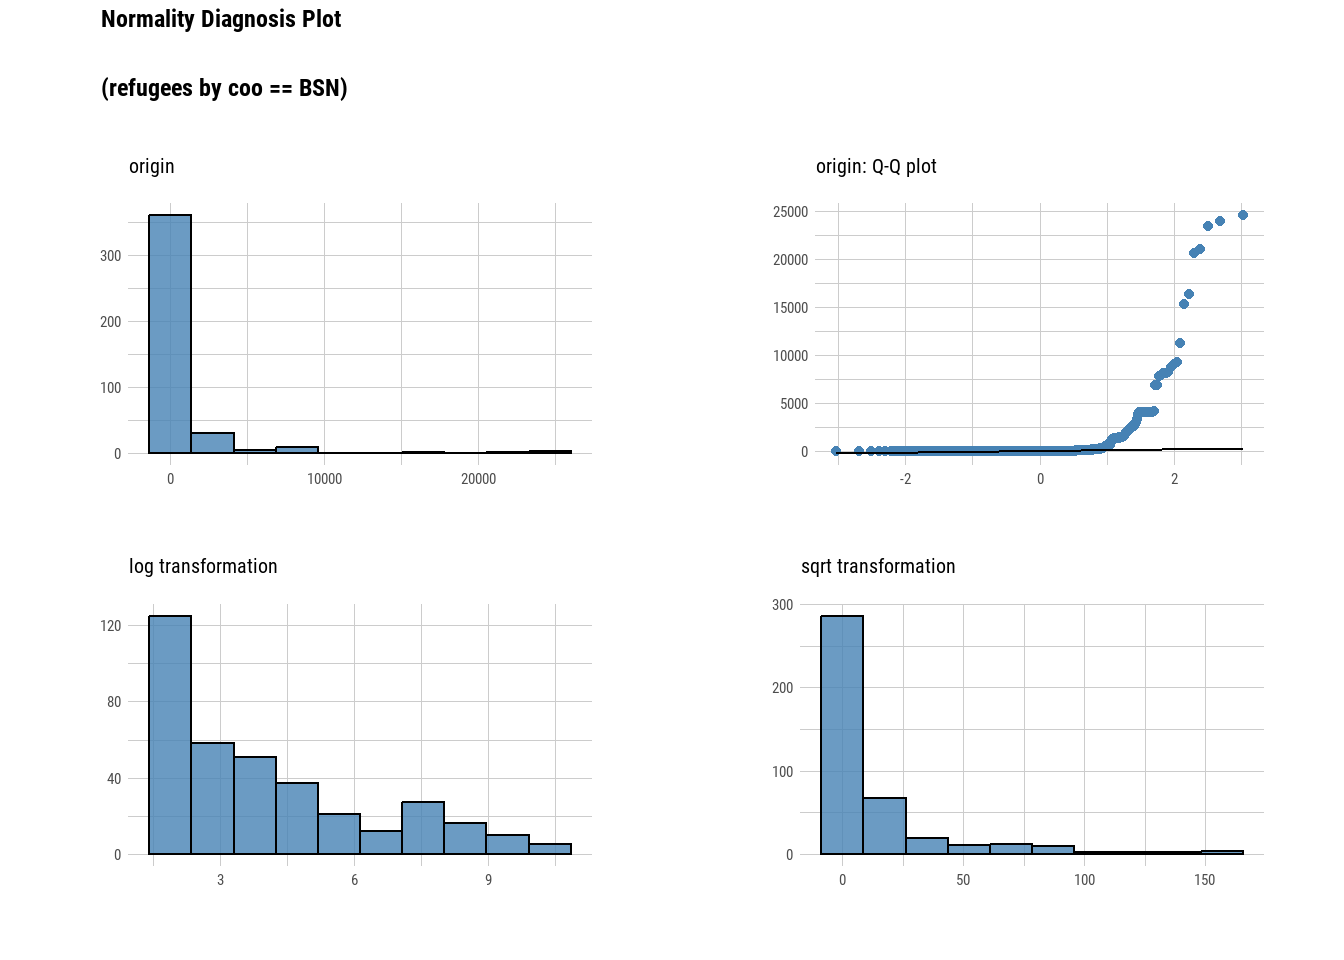 Normality Diagnosis Plot
(refugees by coo == BSN)
origin
300
200
100
0
0 10000 20000
origin: Q-Q plot
25000
20000
15000
10000
5000
0
-2 0 2
log transformation
120
80
40
0
3 6 9
sqrt transformation
300
200
100
0
0 50 100 150